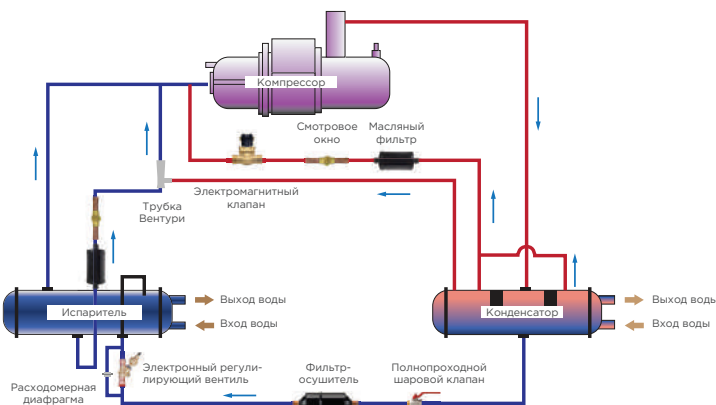 Компрессор
Смотровое
окно
Масляный
фильтр
Электромагнитный
клапан
Трубка
Вентури
Испаритель
Выход воды
Вход воды
Конденсатор
Выход воды
Вход воды
Электронный регули-
лирующий вентиль
Фильтр-
осушитель
Полнопроходной
шаровой клапан
Расходомерная
диафрагма